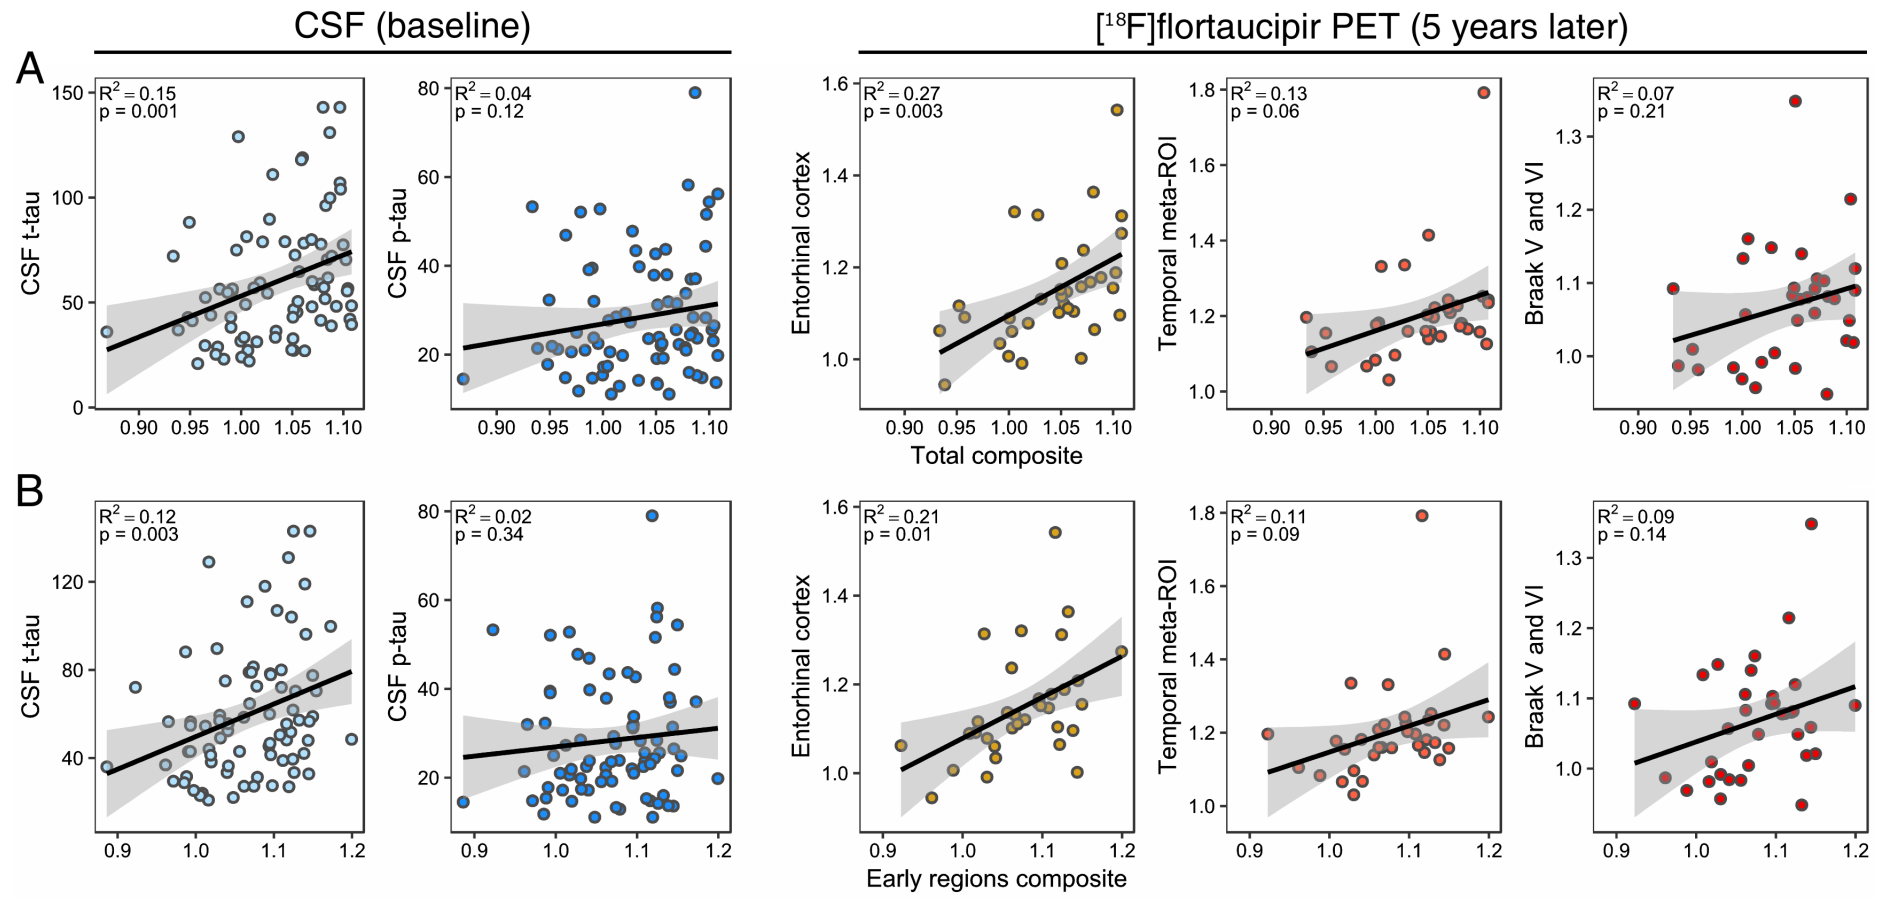 CSF (baseline)
[¹⁸F]flortaucipir PET (5 years later)
A
CSF t-tau
150
100
50
0
R² = 0.15
p = 0.001
0.90 0.95 1.00 1.05 1.10
CSF p-tau
80
60
40
20
R² = 0.04
p = 0.12
0.90 0.95 1.00 1.05 1.10
Entorhinal cortex
1.6
1.4
1.2
1.0
R² = 0.27
p = 0.003
0.90 0.95 1.00 1.05 1.10
Total composite
Temporal meta-ROI
1.8
1.6
1.4
1.2
1.0
R² = 0.13
p = 0.06
0.90 0.95 1.00 1.05 1.10
Braak V and VI
1.3
1.2
1.1
1.0
R² = 0.07
p = 0.21
0.90 0.95 1.00 1.05 1.10
B
CSF t-tau
120
80
40
R² = 0.12
p = 0.003
0.9 1.0 1.1 1.2
CSF p-tau
80
60
40
20
R² = 0.02
p = 0.34
0.9 1.0 1.1 1.2
Entorhinal cortex
1.6
1.4
1.2
1.0
R² = 0.21
p = 0.01
0.9 1.0 1.1 1.2
Early regions composite
Temporal meta-ROI
1.8
1.6
1.4
1.2
1.0
R² = 0.11
p = 0.09
0.9 1.0 1.1 1.2
Braak V and VI
1.3
1.2
1.1
1.0
R² = 0.09
p = 0.14
0.9 1.0 1.1 1.2